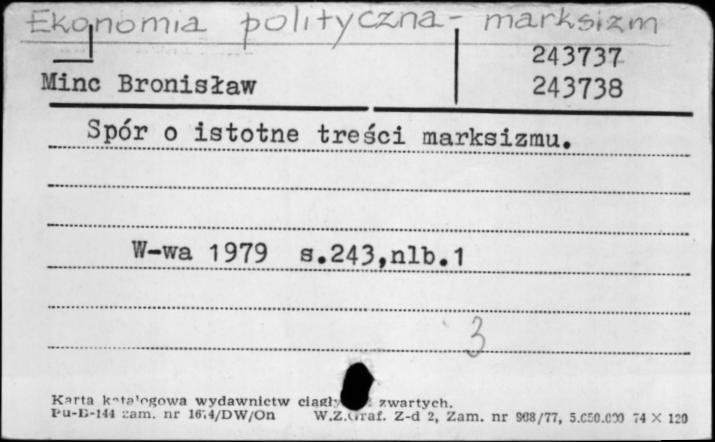 Ekonomia polityczna - marksizm
243737
Minc Bronisław 243738
Spór o istotne treści marksizmu.
W-wa 1979 s.243,nlb.1
3
Karta katalogowa wydawnictw zwartych.
Pu-B-144 zam. nr 1674/DW/On W.Z.Graf. Z-d 2, Zam. nr 968/77, 5.050.000 74 X 120